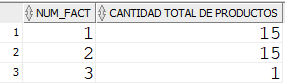 NUM_FACT CANTIDAD TOTAL DE PRODUCTOS
1 1 15
2 2 15
3 3 1